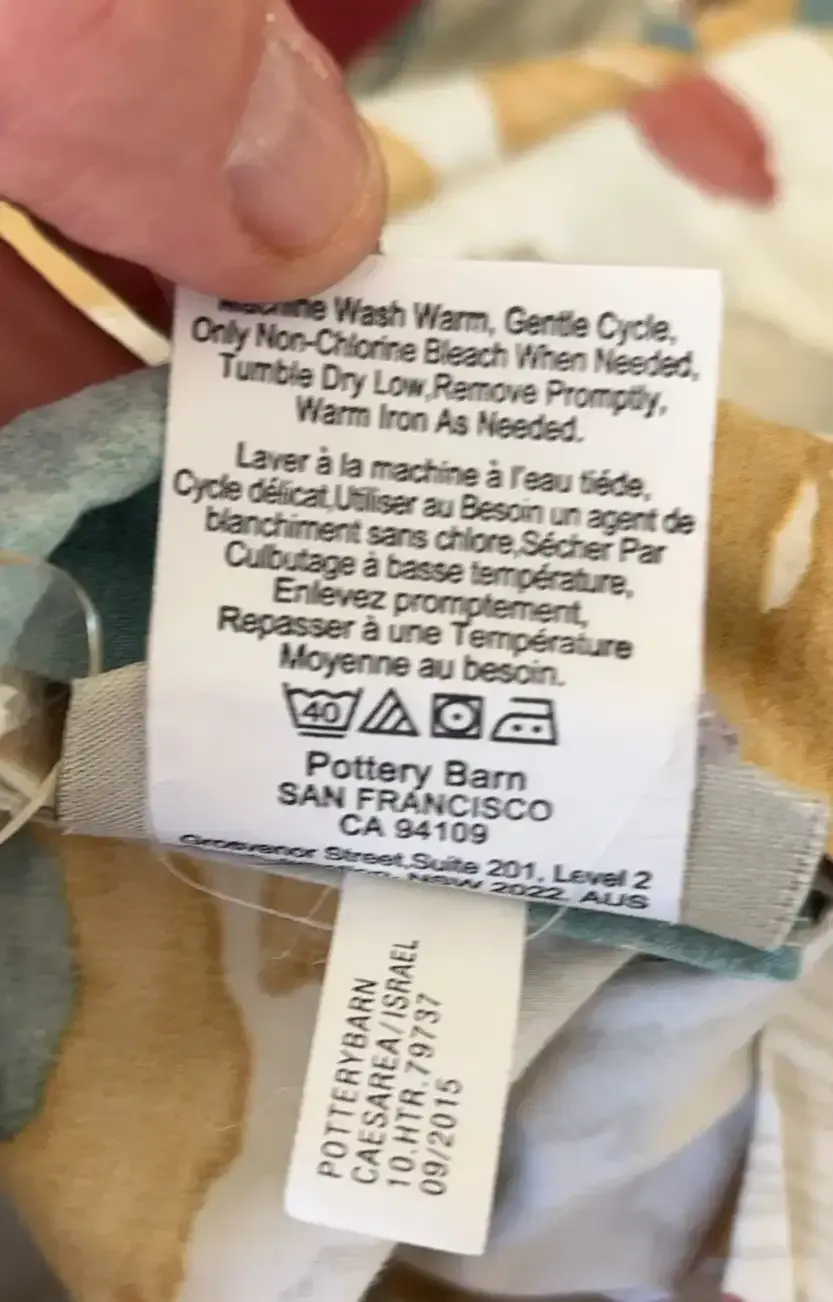 Machine Wash Warm, Gentle Cycle,
Only Non-Chlorine Bleach When Needed,
Tumble Dry Low,Remove Promptly,
Warm Iron As Needed.
Laver à la machine à l'eau tiéde,
Cycle délicat,Utiliser au Besoin un agent de
blanchiment sans chlore,Sécher Par
Culbutage à basse température,
Enlevez promptement,
Repasser à une Température
Moyenne au besoin.
40
Pottery Barn
SAN FRANCISCO
CA 94109
Grosvenor Street,Suite 201, Level 2
NSW 2022, AUS
POTTERYBARN
CAESAREA/ISRAEL
10.HTR.79737
09/2015